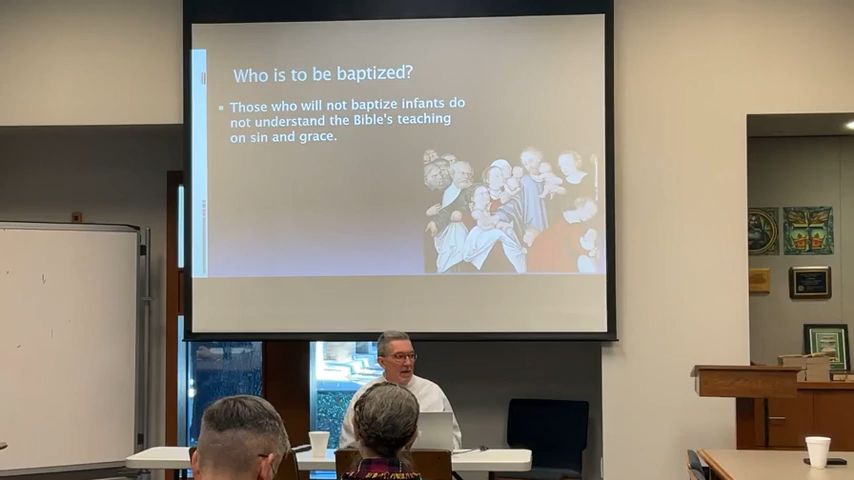 Who is to be baptized?
Those who will not baptize infants do
not understand the Bible's teaching
on sin and grace.